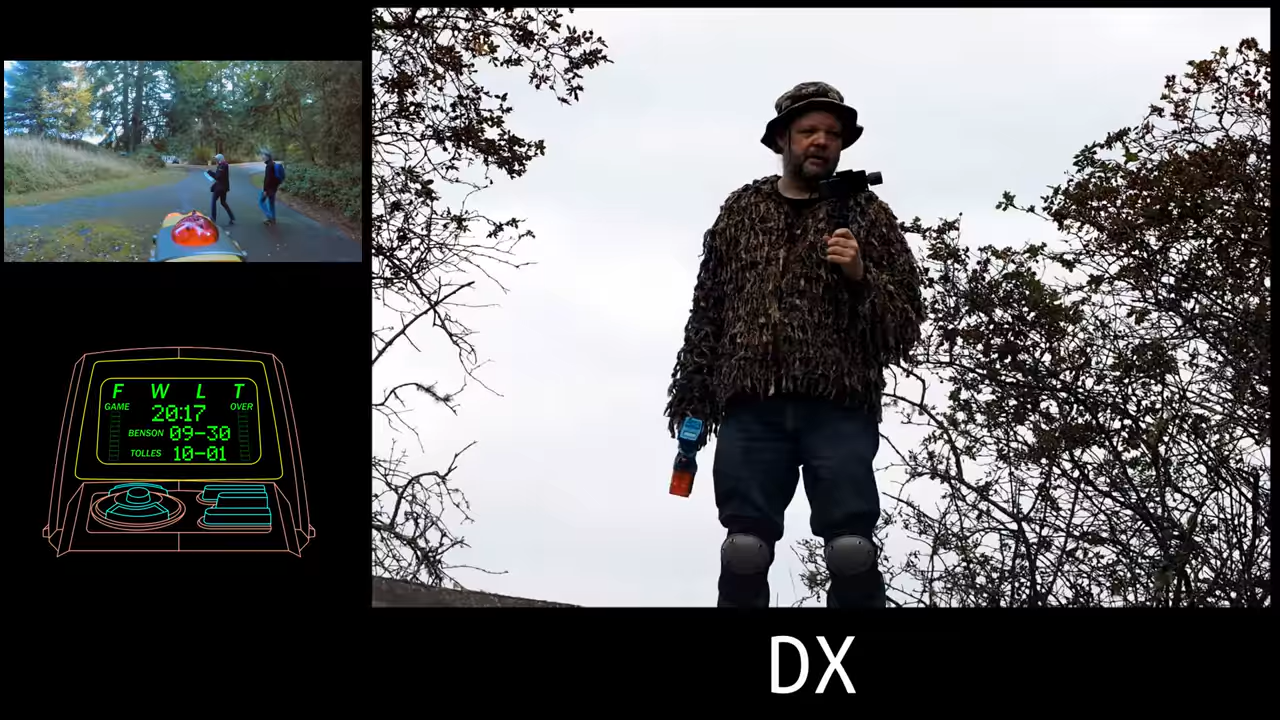 F W L T
GAME OVER
20:17
BENSON 09-30
TOLLES 10-01
DX